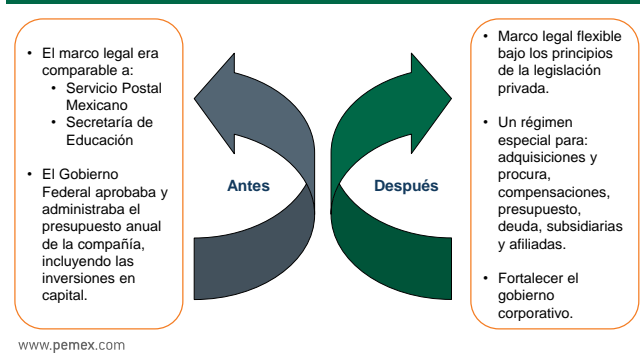 • El marco legal era
comparable a:
• Servicio Postal
Mexicano
• Secretaría de
Educación
• El Gobierno
Federal aprobaba y
administraba el
presupuesto anual
de la compañía,
incluyendo las
inversiones en
capital.
Antes
Después
• Marco legal flexible
bajo los principios
de la legislación
privada.
• Un régimen
especial para:
adquisiciones y
procura,
compensaciones,
presupuesto,
deuda, subsidiarias
y afiliadas.
• Fortalecer el
gobierno
corporativo.
www.pemex.com